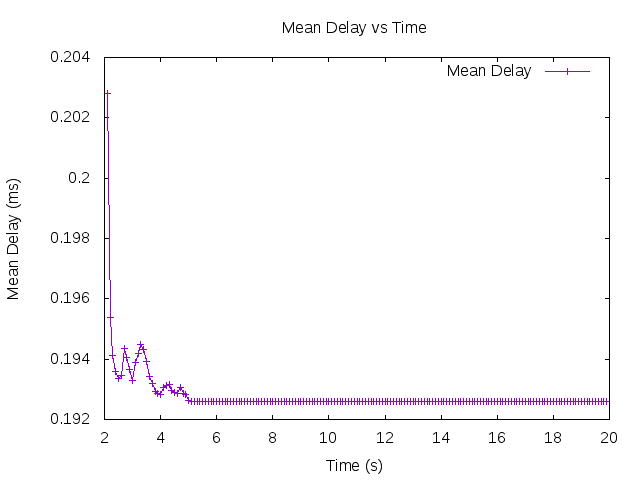 Mean Delay vs Time
Mean Delay
0.204
0.202
0.2
0.198
0.196
0.194
0.192
Mean Delay (ms)
2 4 6 8 10 12 14 16 18 20
Time (s)